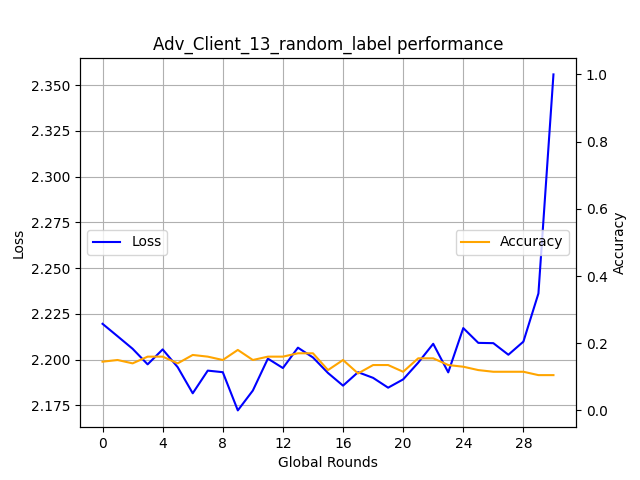 Adv_Client_13_random_label performance
2.350
2.325
2.300
2.275
2.250
2.225
2.200
2.175
Loss
Loss
Accuracy
1.0
0.8
0.6
0.4
0.2
0.0
Accuracy
0 4 8 12 16 20 24 28
Global Rounds